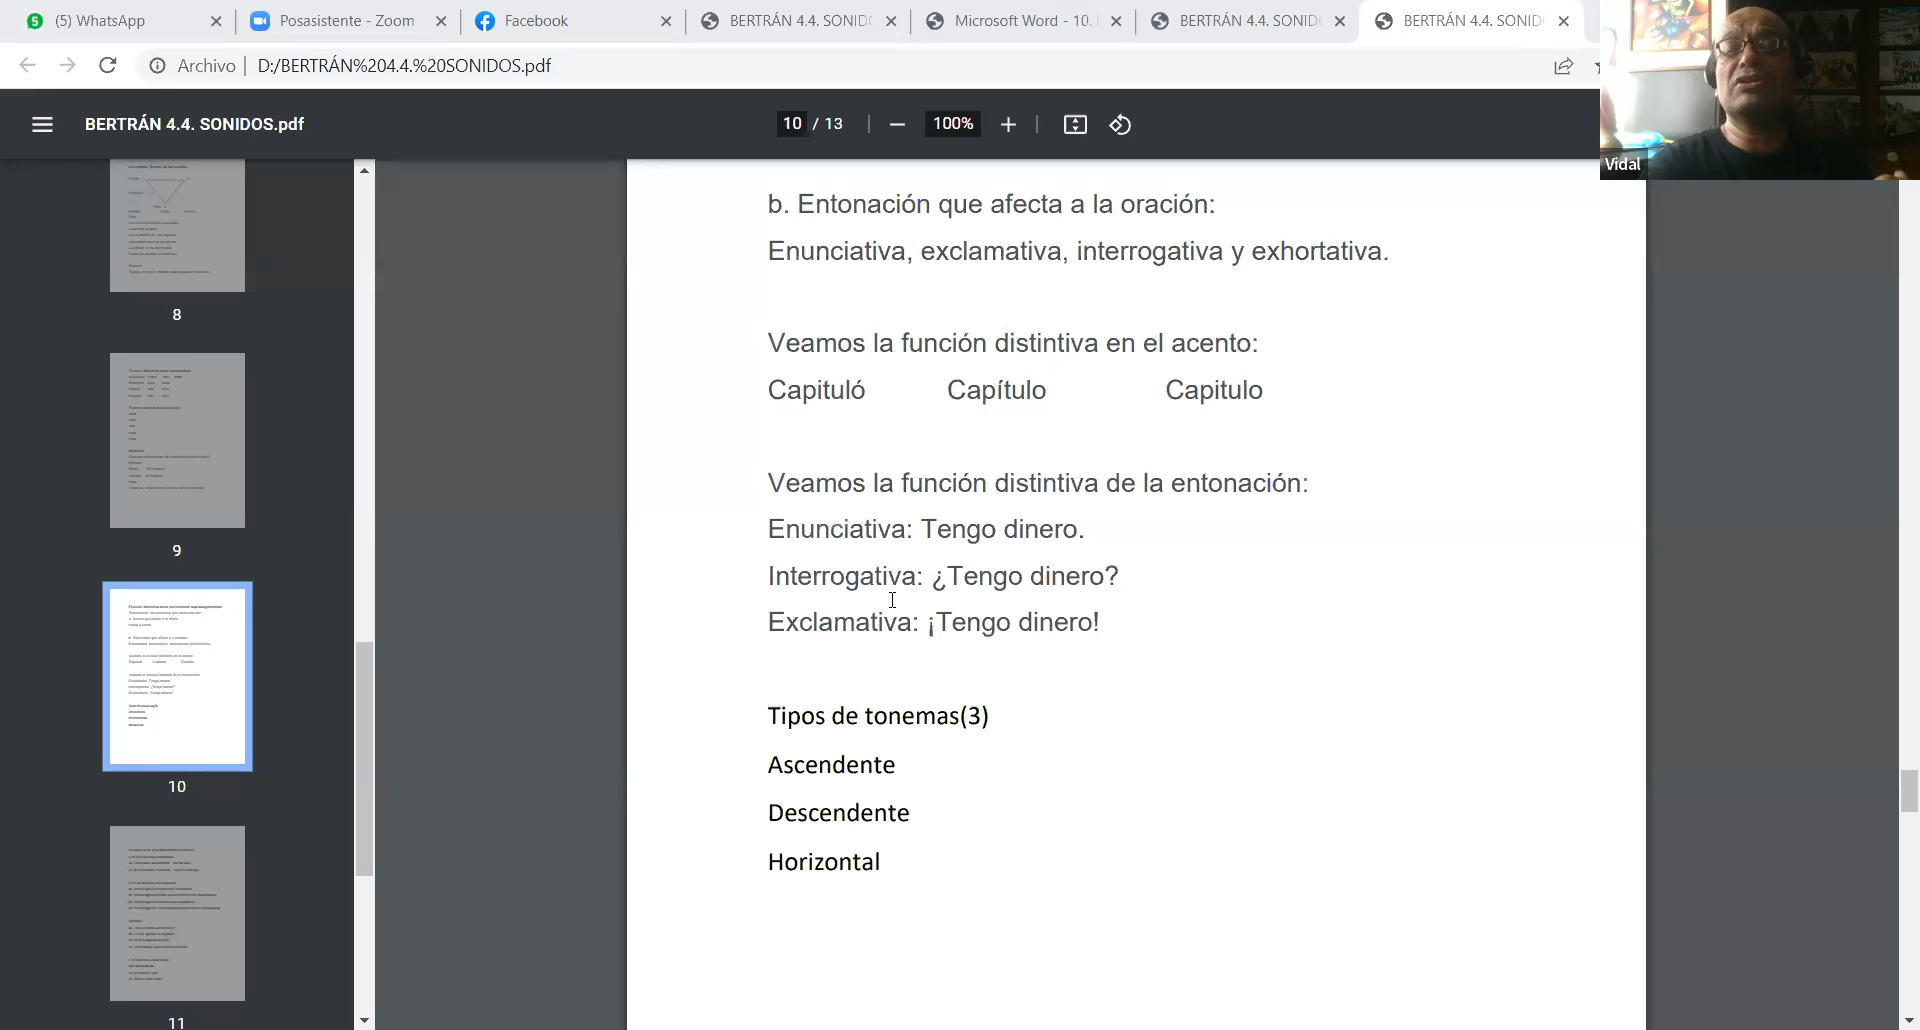 (5) WhatsApp
Posasistente - Zoom
Facebook
BERTRÁN 4.4. SONID
Microsoft Word - 10.
BERTRÁN 4.4. SONID
BERTRÁN 4.4. SONID
Archivo
D:/BERTRÁN%204.4.%20SONIDOS.pdf
BERTRÁN 4.4. SONIDOS.pdf
10 / 13
100%
Vidal
8
9
10
11
b. Entonación que afecta a la oración:
Enunciativa, exclamativa, interrogativa y exhortativa.
Veamos la función distintiva en el acento:
Capituló Capítulo Capitulo
Veamos la función distintiva de la entonación:
Enunciativa: Tengo dinero.
Interrogativa: ¿Tengo dinero?
Exclamativa: ¡Tengo dinero!
Tipos de tonemas(3)
Ascendente
Descendente
Horizontal